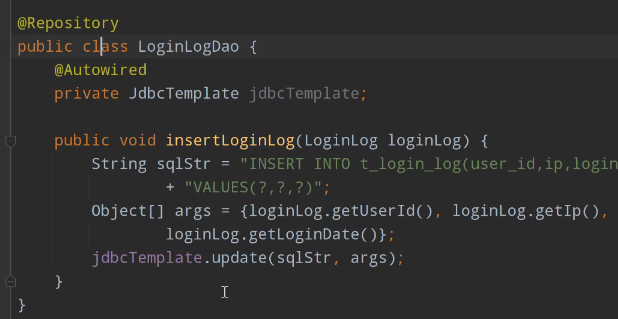 @Repository
public class LoginLogDao {
@Autowired
private JdbcTemplate jdbcTemplate;
public void insertLoginLog(LoginLog loginLog) {
String sqlStr = "INSERT INTO t_login_log(user_id,ip,login
+ "VALUES(?,?,?)";
Object[] args = {loginLog.getUserId(), loginLog.getIp(),
loginLog.getLoginDate()};
jdbcTemplate.update(sqlStr, args);
}
}